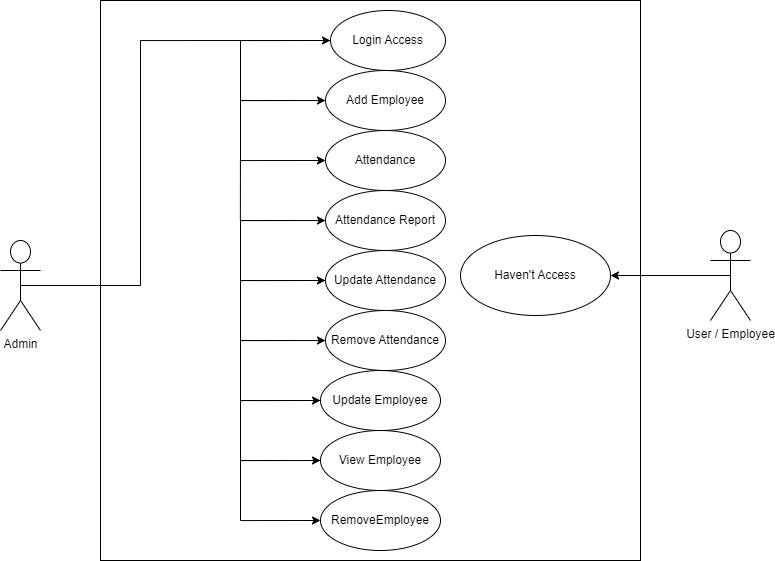 Login Access
Add Employee
Attendance
Attendance Report
Update Attendance
Remove Attendance
Update Employee
View Employee
RemoveEmployee
Haven't Access
Admin
User / Employee